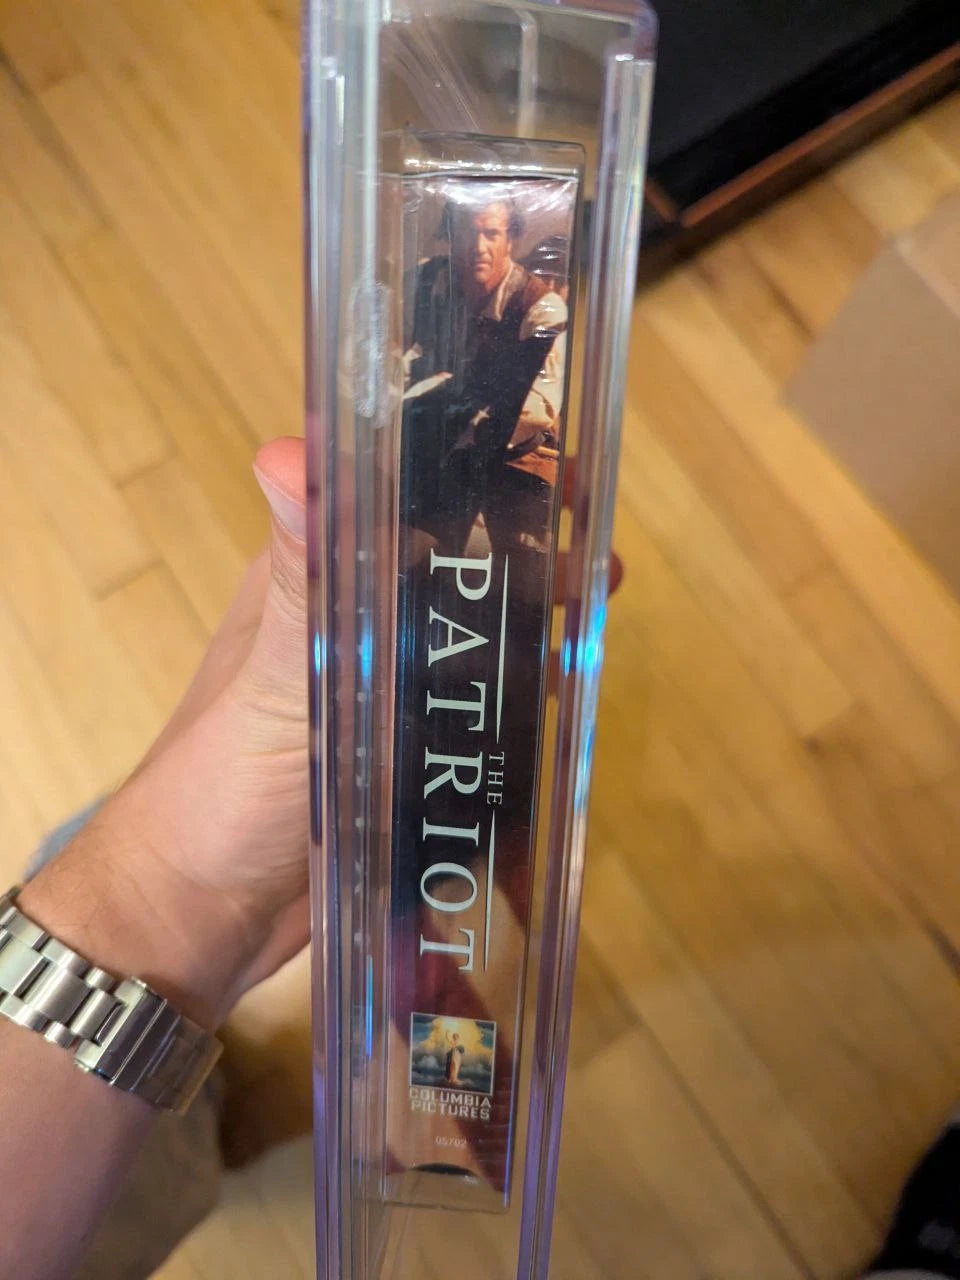 THE
PATRIOT
COLUMBIA
PICTURES
05702